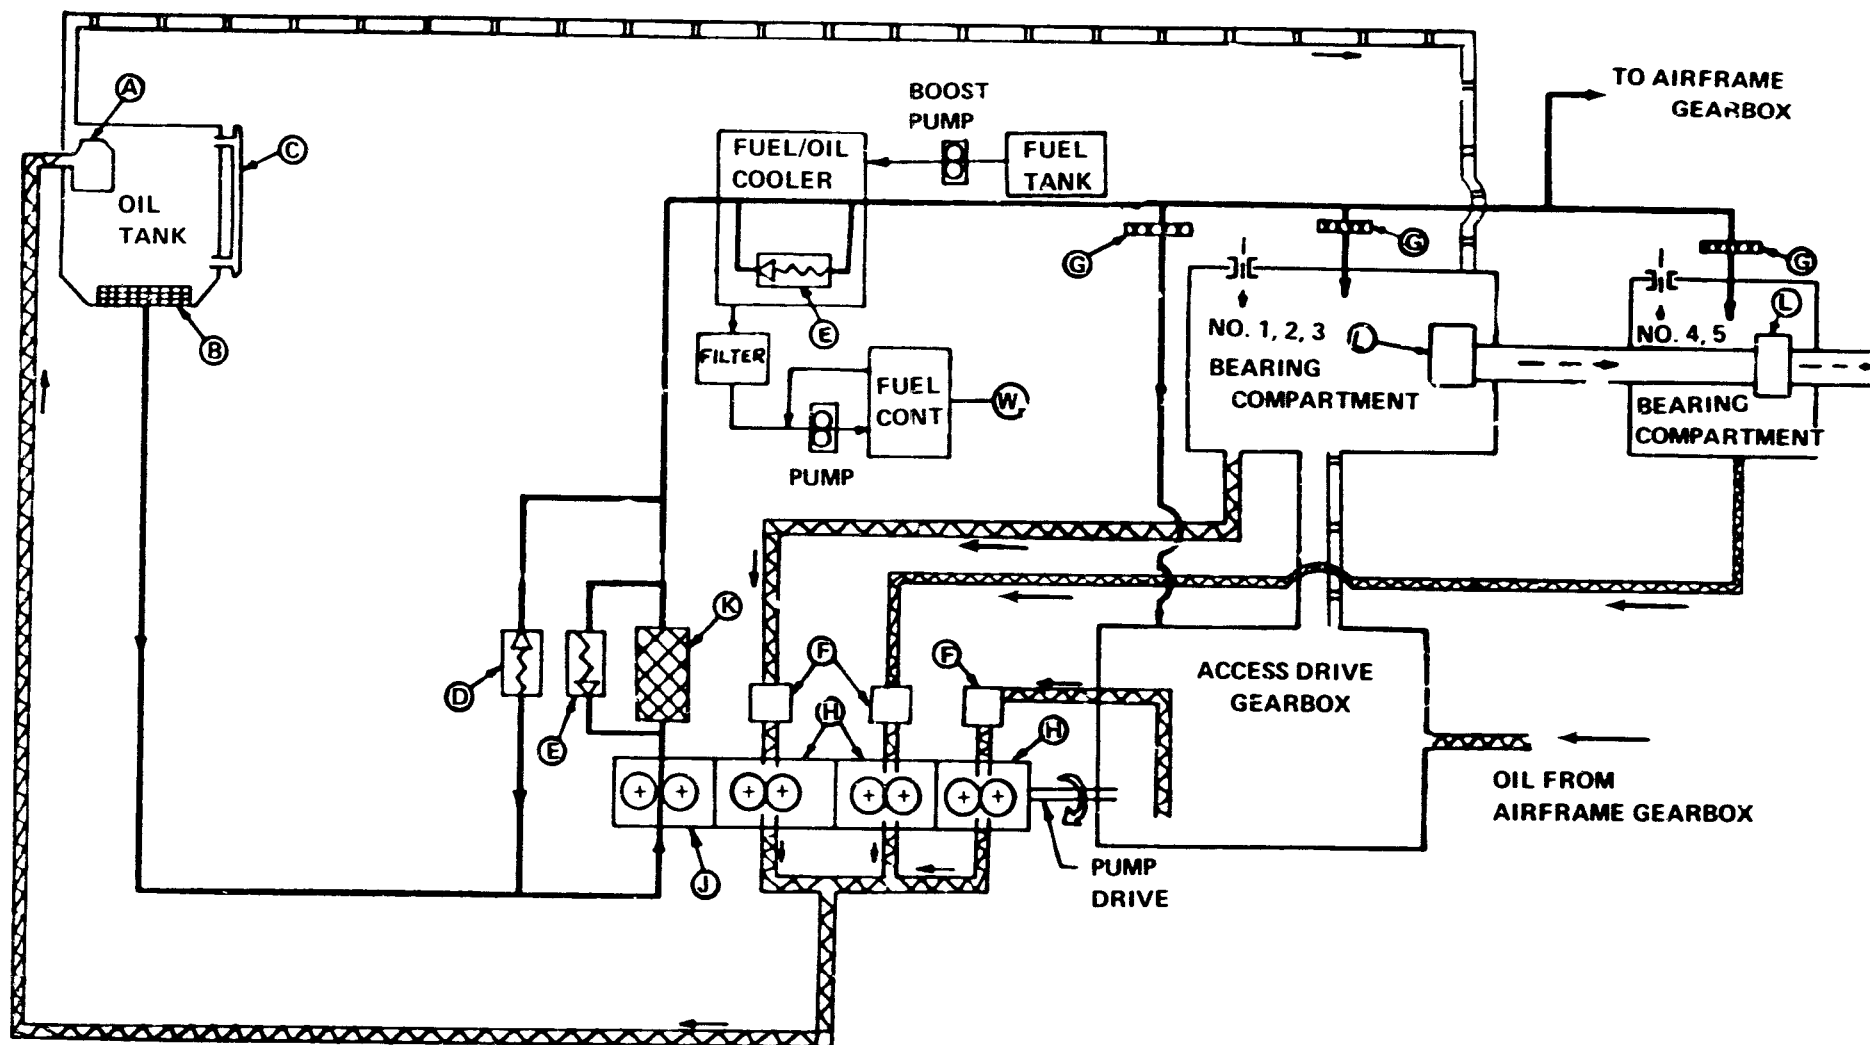 TO AIRFRAME
GEARBOX
BOOST
PUMP
A
C
FUEL/OIL
COOLER
FUEL
TANK
OIL
TANK
G
G
G
B
E
L
NO. 1, 2, 3
BEARING
COMPARTMENT
L
NO. 4, 5
BEARING
COMPARTMENT
FILTER
FUEL
CONT
W
PUMP
K
D
E
F
F
H
H
ACCESS DRIVE
GEARBOX
OIL FROM
AIRFRAME GEARBOX
J
PUMP
DRIVE